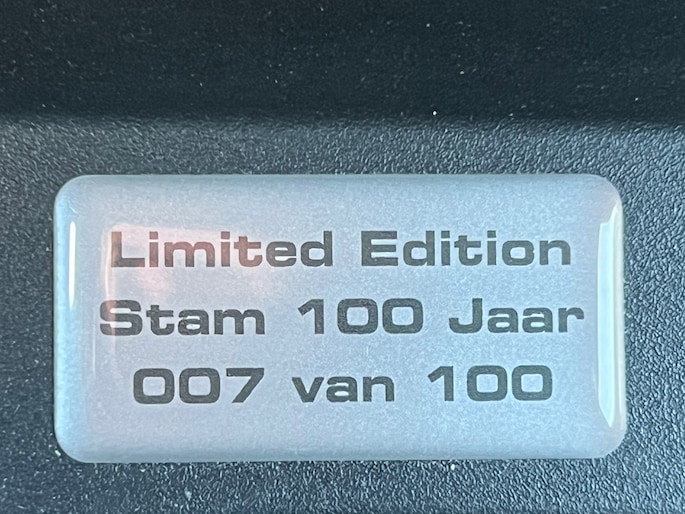 Limited Edition
Stam 100 Jaar
007 van 100